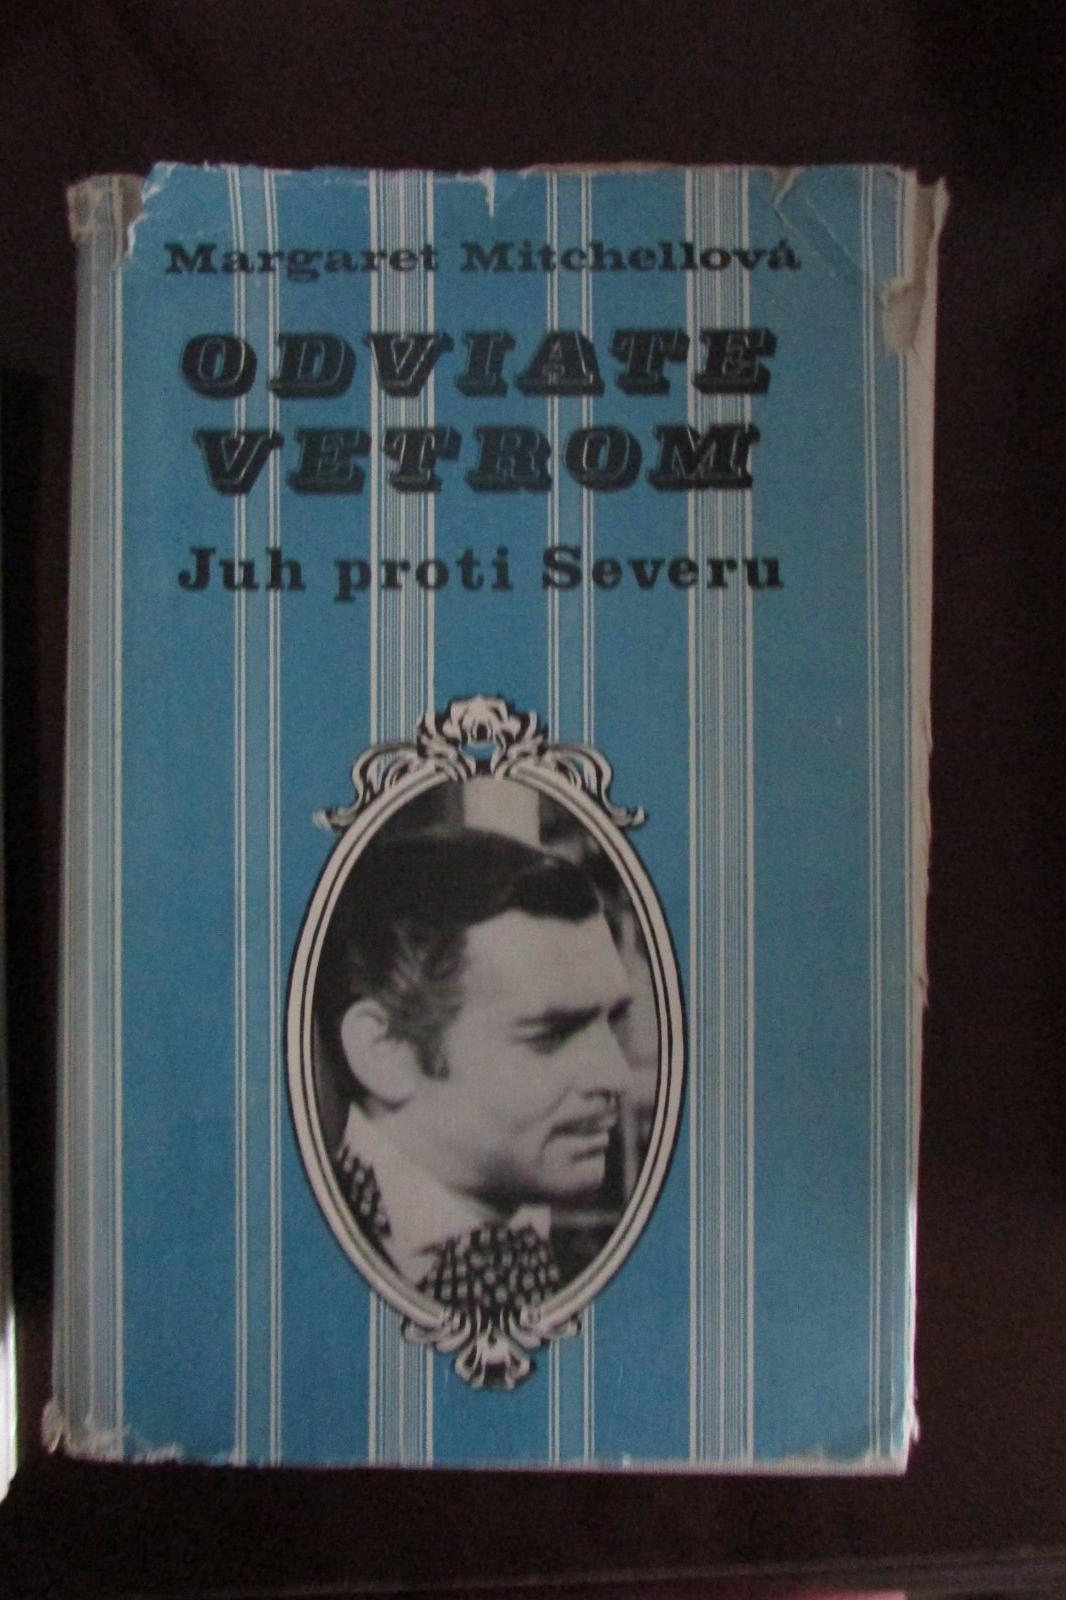 Margaret Mitchellová
ODVIATE
VETROM
Juh proti Severu